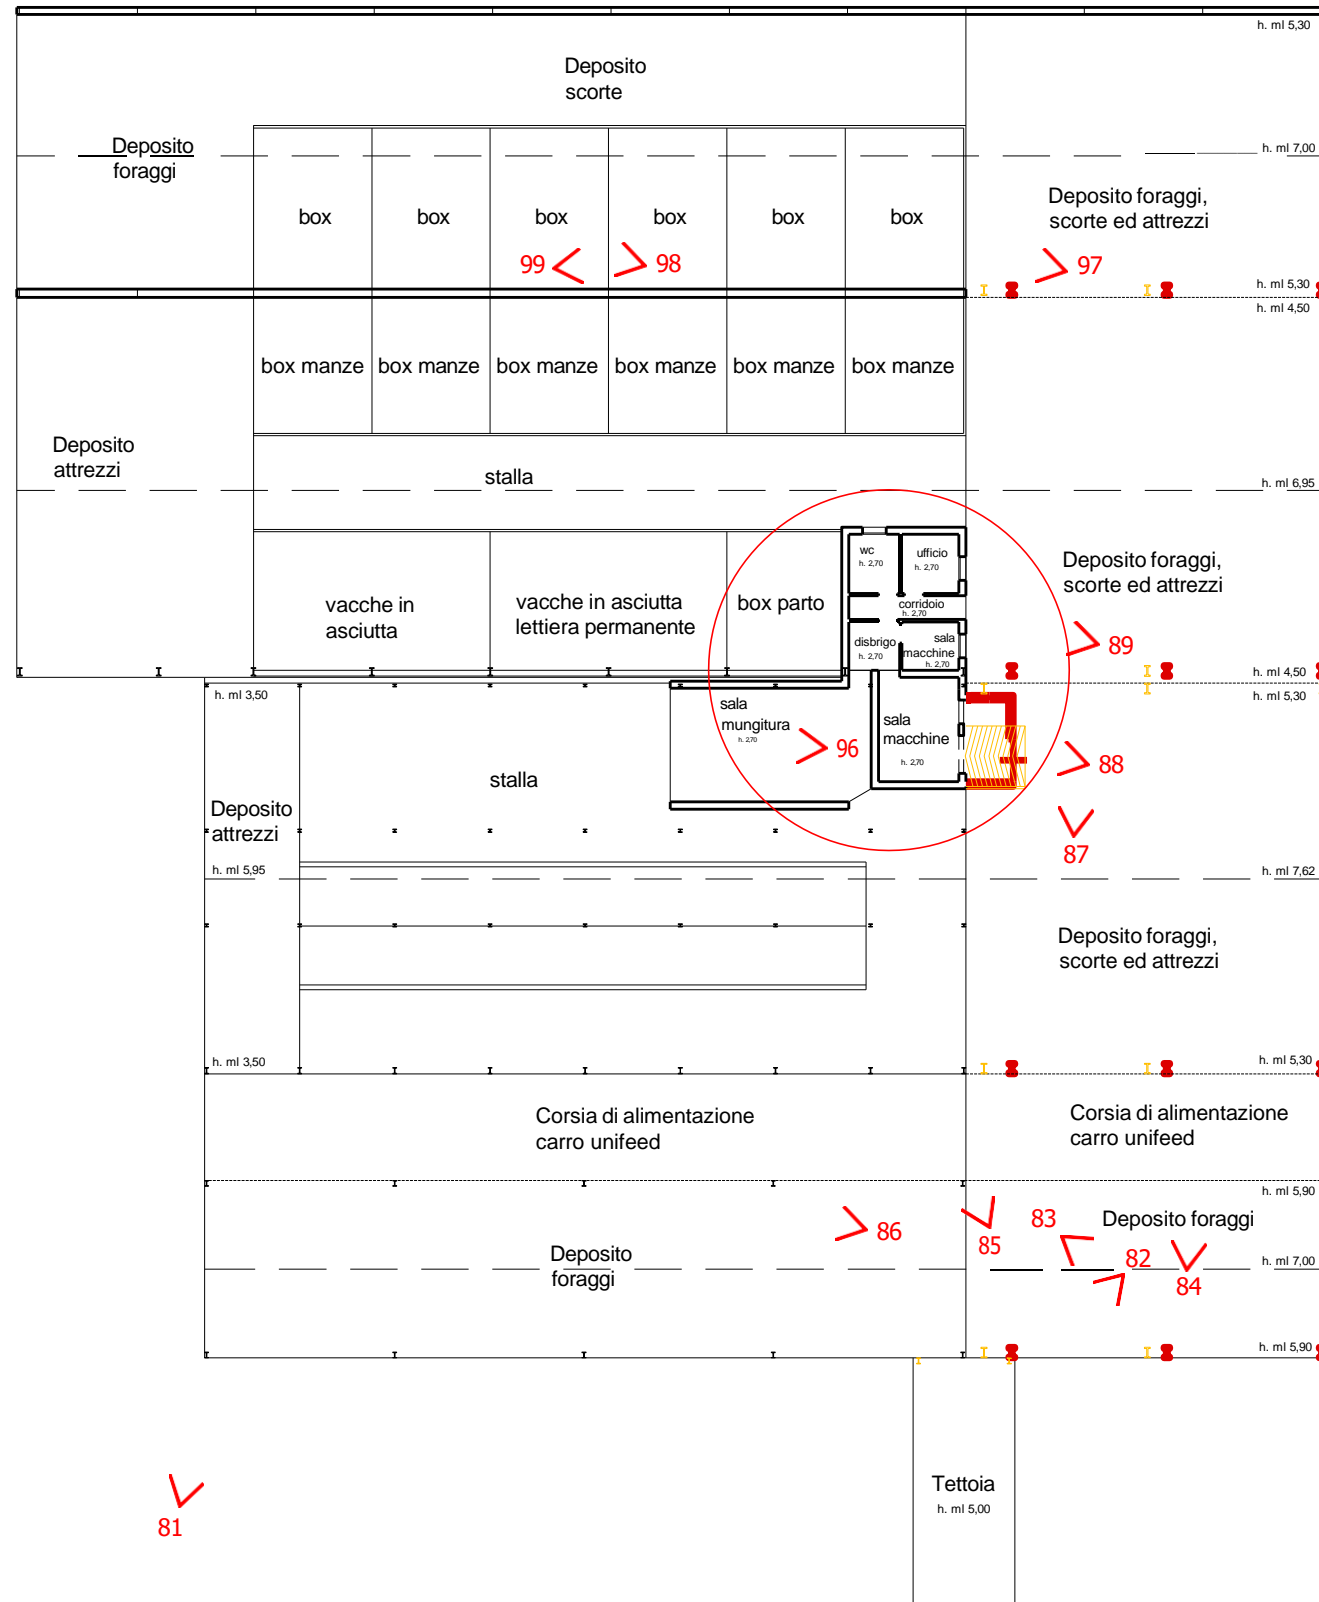 h. ml 5,30
Deposito
scorte
Deposito
foraggi
h. ml 7,00
box
box
box
box
box
box
Deposito foraggi,
scorte ed attrezzi
99
98
97
h. ml 5,30
h. ml 4,50
box manze
box manze
box manze
box manze
box manze
box manze
Deposito
attrezzi
stalla
h. ml 6,95
wc
h. 2,70
ufficio
h. 2,70
Deposito foraggi,
scorte ed attrezzi
vacche in
asciutta
vacche in asciutta
lettiera permanente
box parto
corridoio
h. 2,70
disbrigo
h. 2,70
sala
macchine
h. 2,70
89
h. ml 4,50
h. ml 5,30
h. ml 3,50
sala
mungitura
h. 2,70
sala
macchine
h. 2,70
96
88
stalla
Deposito
attrezzi
87
h. ml 5,95
h. ml 7,62
Deposito foraggi,
scorte ed attrezzi
h. ml 3,50
h. ml 5,30
Corsia di alimentazione
carro unifeed
Corsia di alimentazione
carro unifeed
h. ml 5,90
86
85
83
Deposito foraggi
Deposito
foraggi
82
84
h. ml 7,00
h. ml 5,90
Tettoia
h. ml 5,00
81